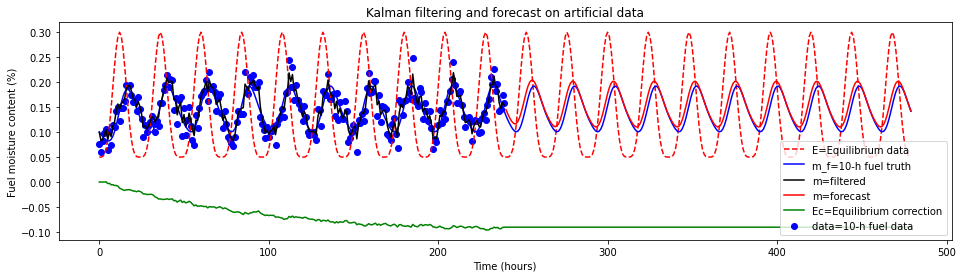 Kalman filtering and forecast on artificial data
Fuel moisture content (%)
0.30
0.25
0.20
0.15
0.10
0.05
0.00
−0.05
−0.10
E=Equilibrium data
m_f=10-h fuel truth
m=filtered
m=forecast
Ec=Equilibrium correction
data=10-h fuel data
0
100
200
300
400
500
Time (hours)